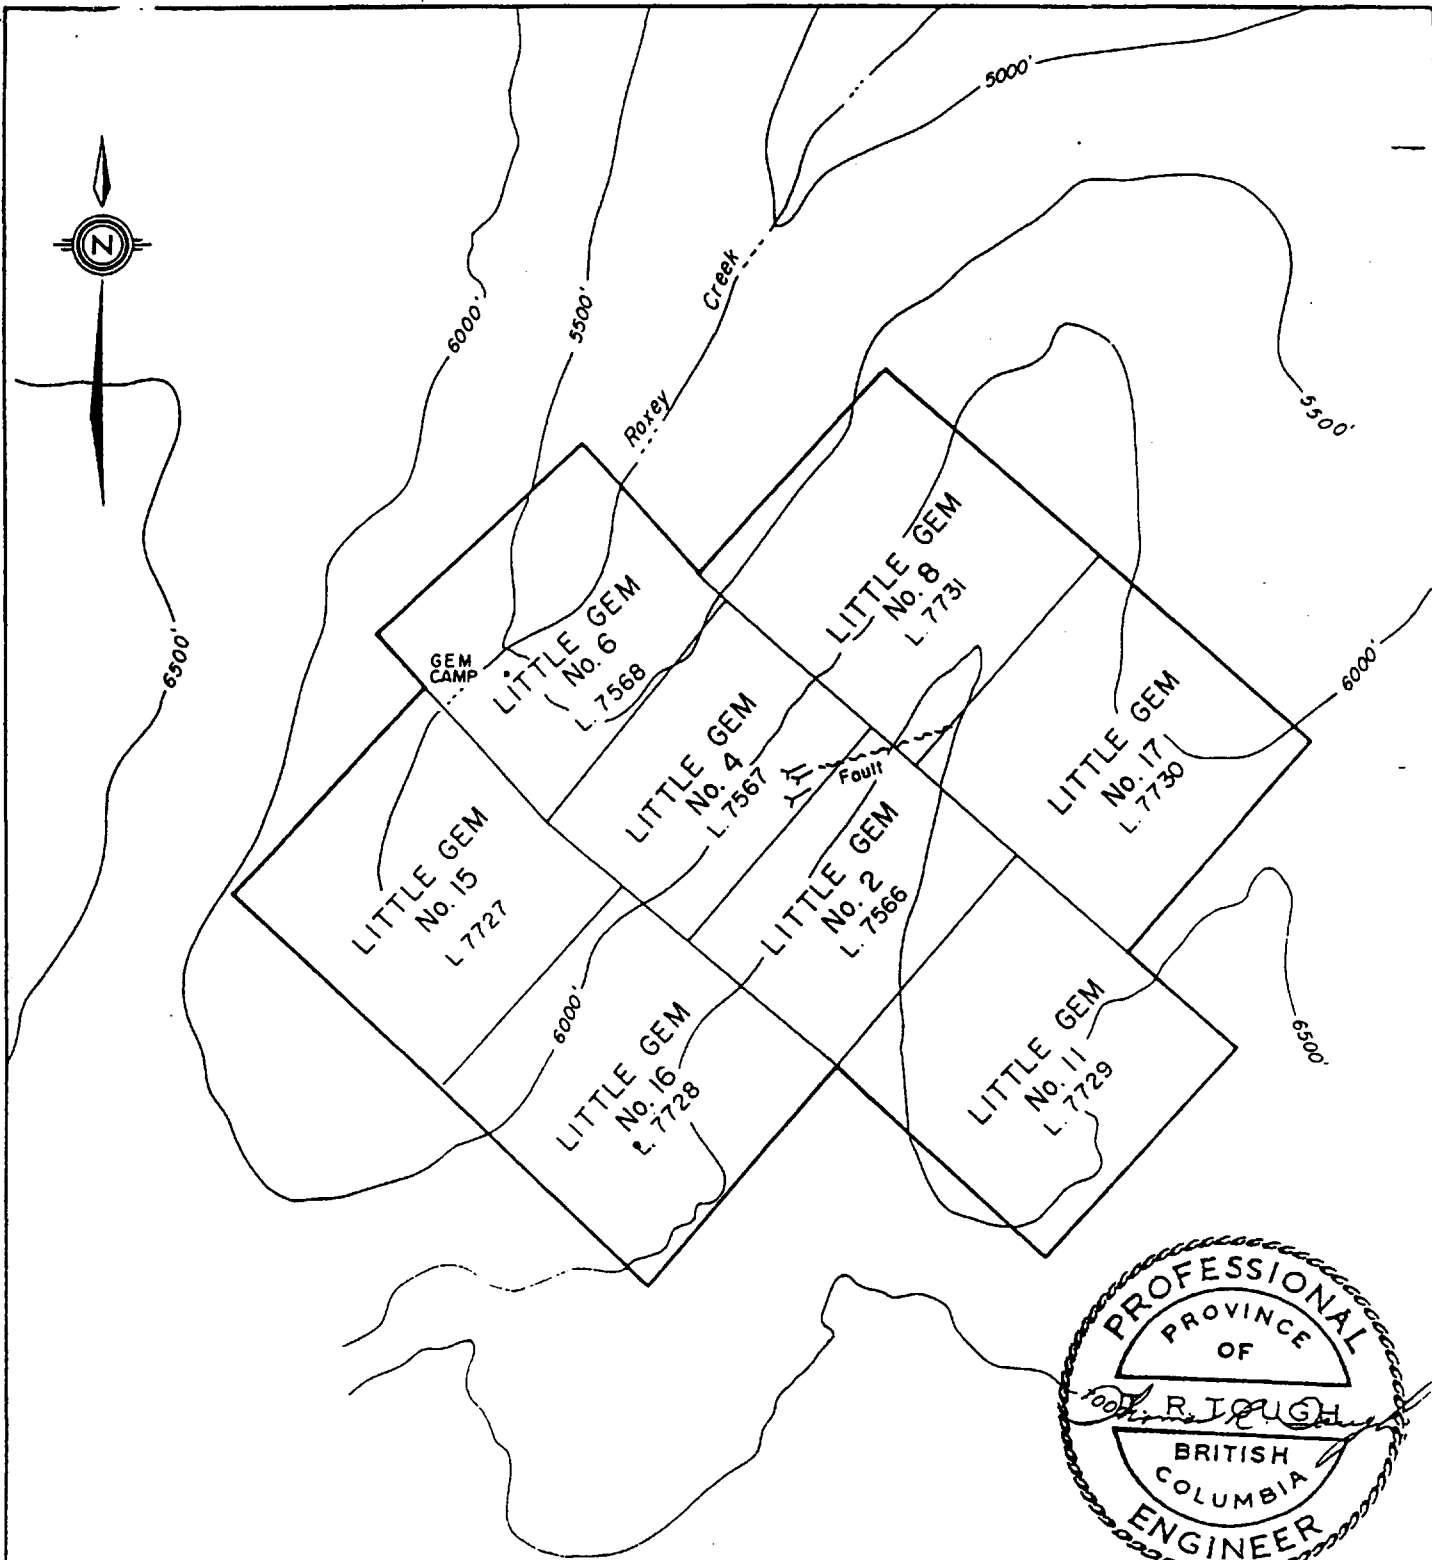 5000'
N
Creek
6000'
5500'
Roxey
5500'
LITTLE GEM
No. 8
L. 7731
LITTLE GEM
No. 6
L. 7568
GEM
CAMP
6500'
6000'
LITTLE GEM
No. 4
L. 7567
Fault
LITTLE GEM
No. 17
L. 7730
LITTLE GEM
No. 15
L. 7727
LITTLE GEM
No. 2
L. 7566
6000'
LITTLE GEM
No. 16
L. 7728
LITTLE GEM
No. 11
L. 7729
6500'
PROFESSIONAL
PROVINCE
OF
R. TOUGH
BRITISH
COLUMBIA
ENGINEER